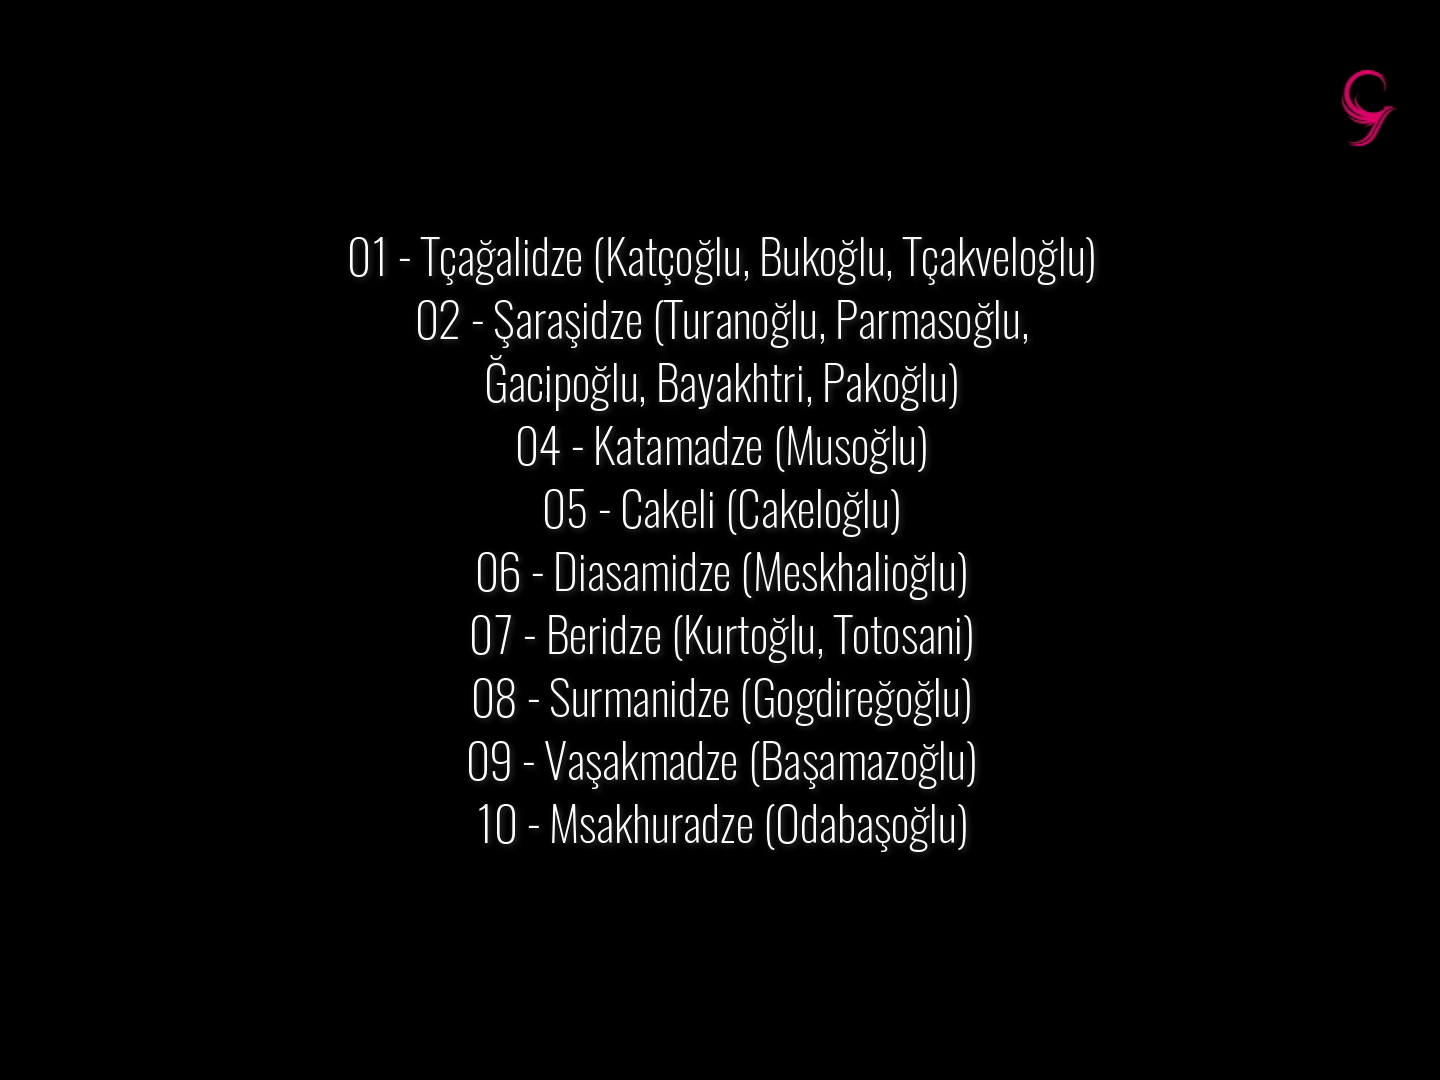 01 - Tçağalidze (Katçoğlu, Bukoğlu, Tçakveloğlu)
02 - Şaraşidze (Turanoğlu, Parmasoğlu,
Ğacipoğlu, Bayakhtri, Pakoğlu)
04 - Katamadze (Musoğlu)
05 - Cakeli (Cakeloğlu)
06 - Diasamidze (Meskhalioğlu)
07 - Beridze (Kurtoğlu, Totosani)
08 - Surmanidze (Gogdireğoğlu)
09 - Vaşakmadze (Başamazoğlu)
10 - Msakhuradze (Odabaşoğlu)